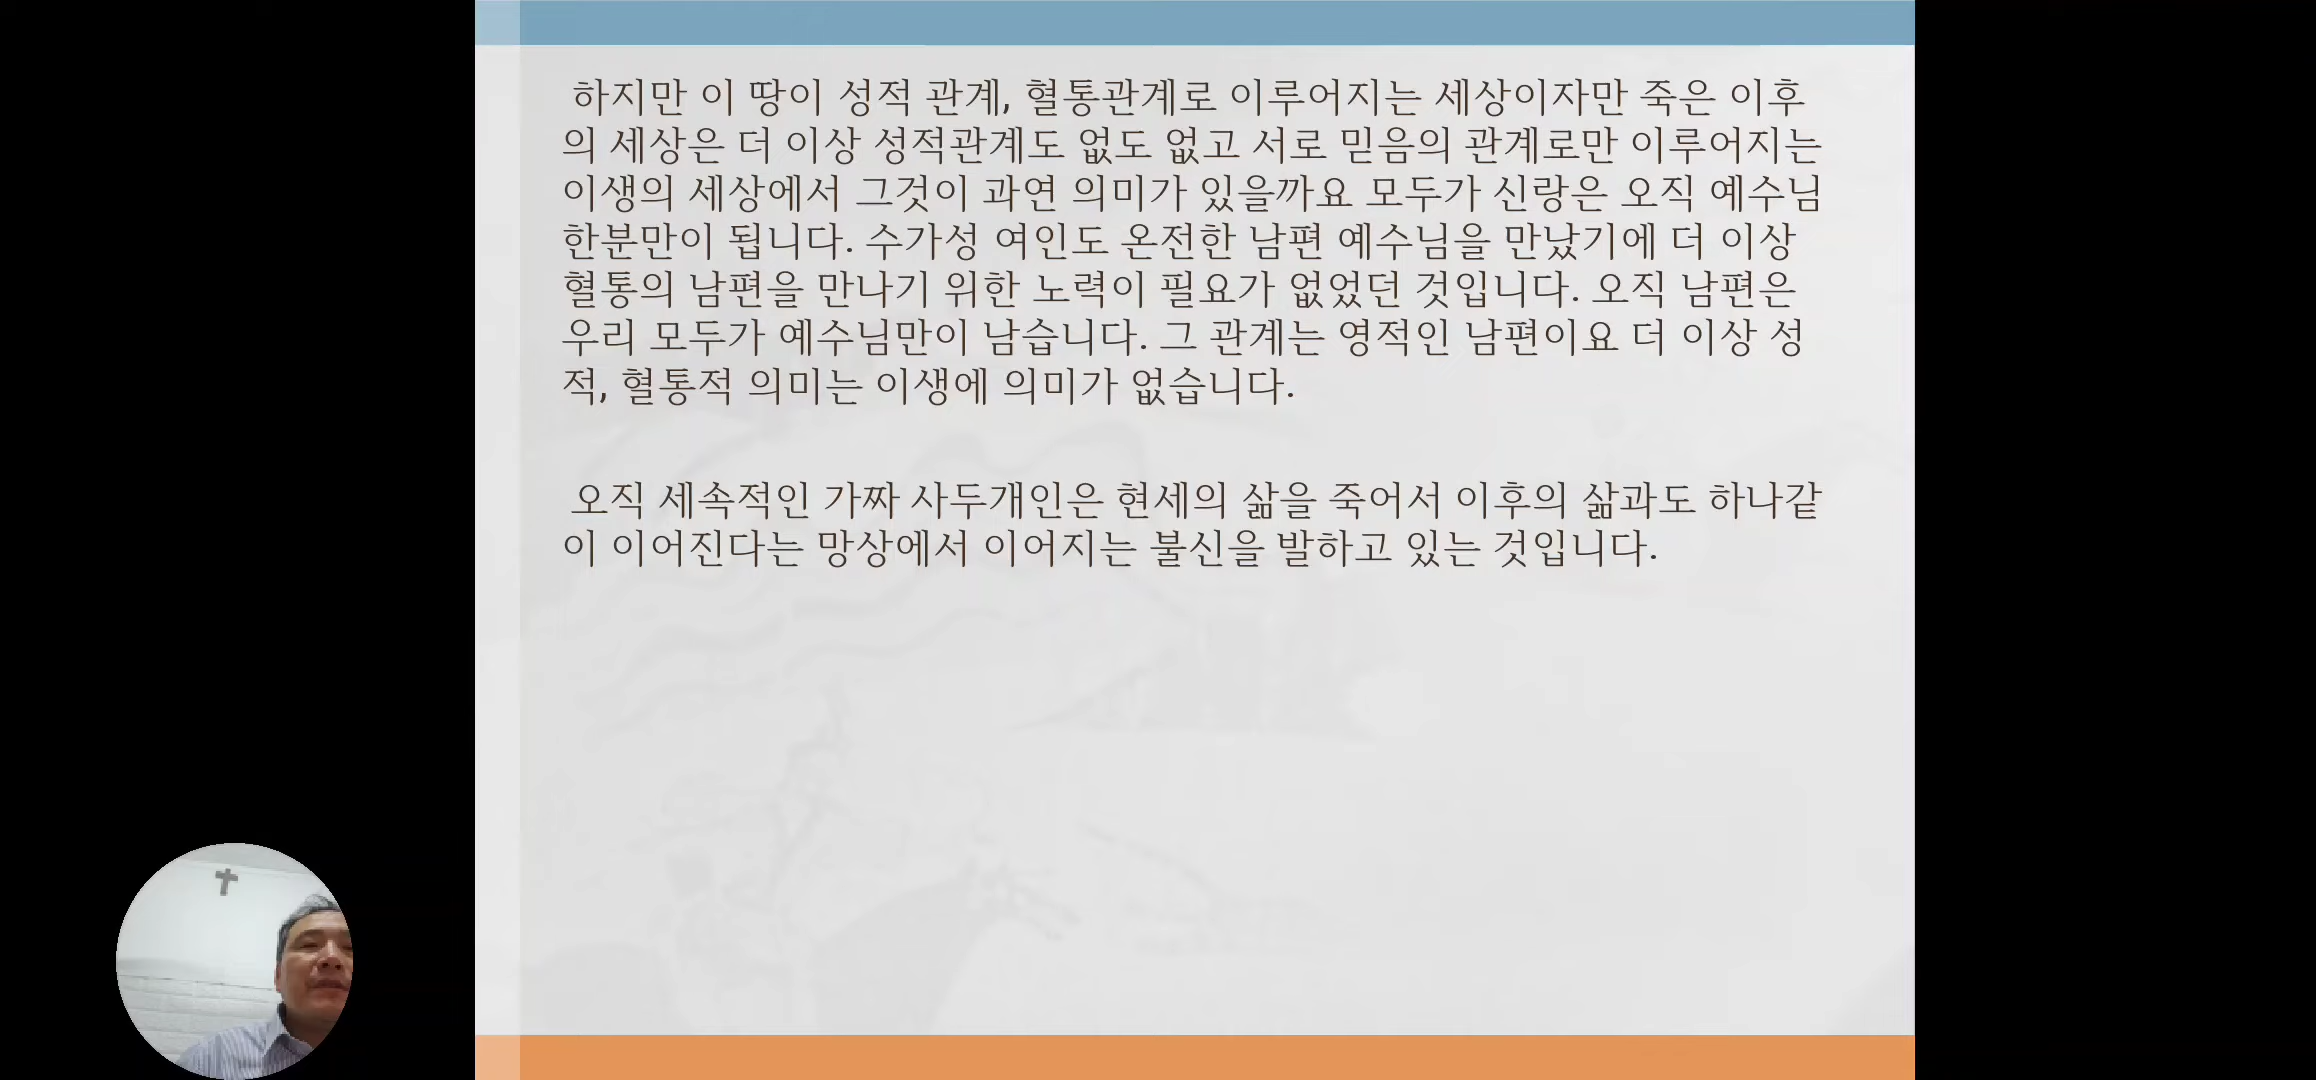 하지만 이 땅이 성적 관계, 혈통관계로 이루어지는 세상이자만 죽은 이후
의 세상은 더 이상 성적관계도 없도 없고 서로 믿음의 관계로만 이루어지는
이생의 세상에서 그것이 과연 의미가 있을까요 모두가 신랑은 오직 예수님
한분만이 됩니다. 수가성 여인도 온전한 남편 예수님을 만났기에 더 이상
혈통의 남편을 만나기 위한 노력이 필요가 없었던 것입니다. 오직 남편은
우리 모두가 예수님만이 남습니다. 그 관계는 영적인 남편이요 더 이상 성
적, 혈통적 의미는 이생에 의미가 없습니다.
오직 세속적인 가짜 사두개인은 현세의 삶을 죽어서 이후의 삶과도 하나같
이 이어진다는 망상에서 이어지는 불신을 발하고 있는 것입니다.